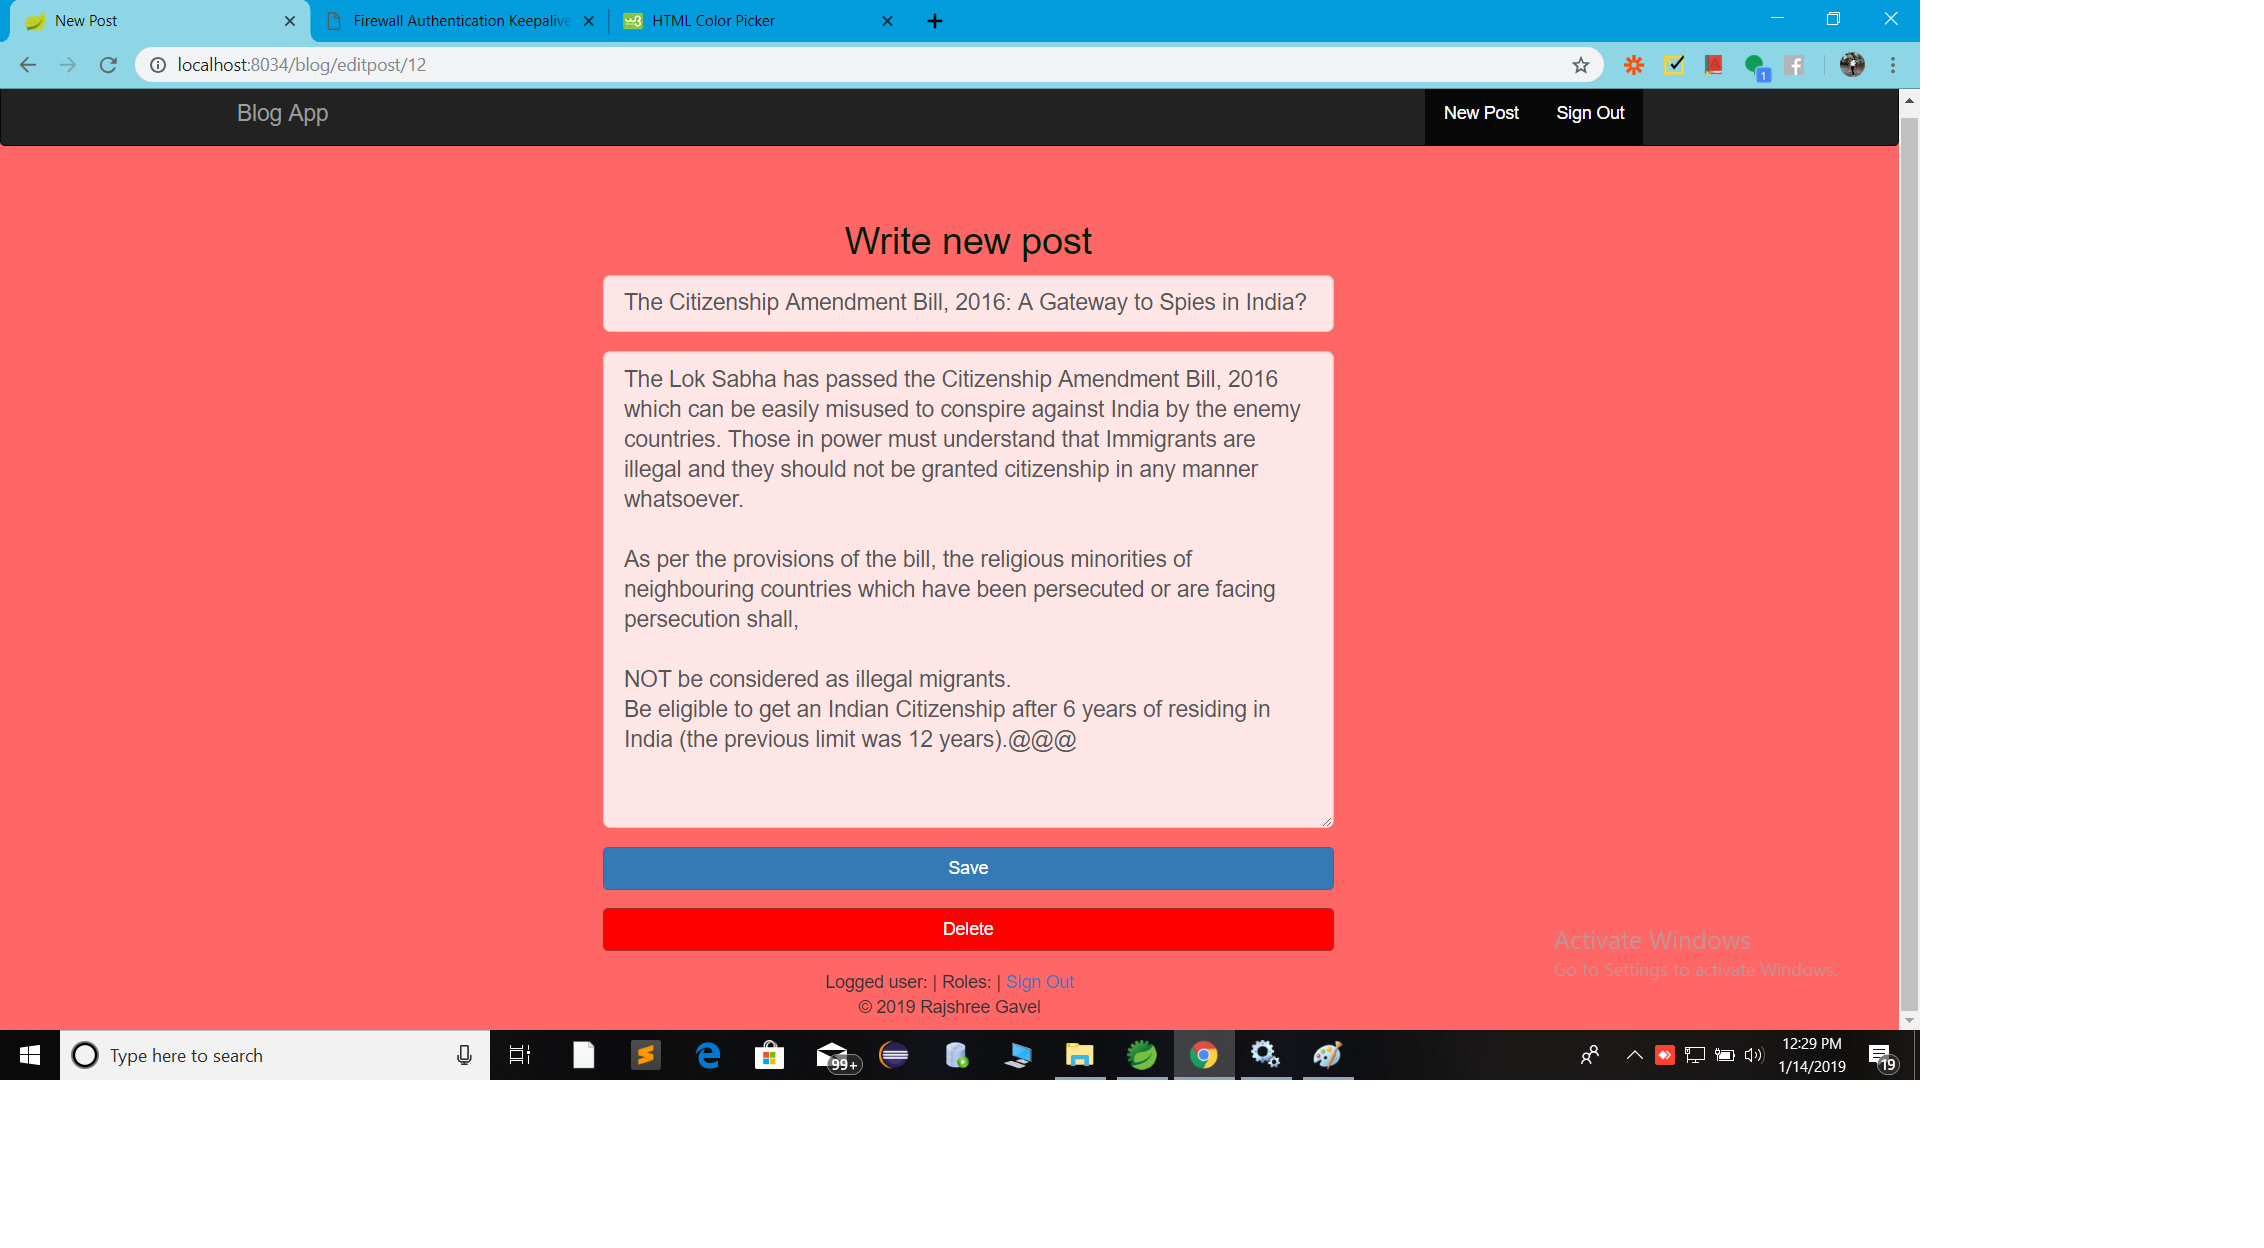 New Post
Firewall Authentication Keepalive
HTML Color Picker
localhost:8034/blog/editpost/12
1
Blog App
New Post
Sign Out
Write new post
The Citizenship Amendment Bill, 2016: A Gateway to Spies in India?
The Lok Sabha has passed the Citizenship Amendment Bill, 2016
which can be easily misused to conspire against India by the enemy
countries. Those in power must understand that Immigrants are
illegal and they should not be granted citizenship in any manner
whatsoever.
As per the provisions of the bill, the religious minorities of
neighbouring countries which have been persecuted or are facing
persecution shall,
NOT be considered as illegal migrants.
Be eligible to get an Indian Citizenship after 6 years of residing in
India (the previous limit was 12 years).@@@
Save
Delete
Activate Windows
Go to Settings to activate Windows.
Logged user: | Roles: | Sign Out
© 2019 Rajshree Gavel
Type here to search
99+
12:29 PM
1/14/2019
19